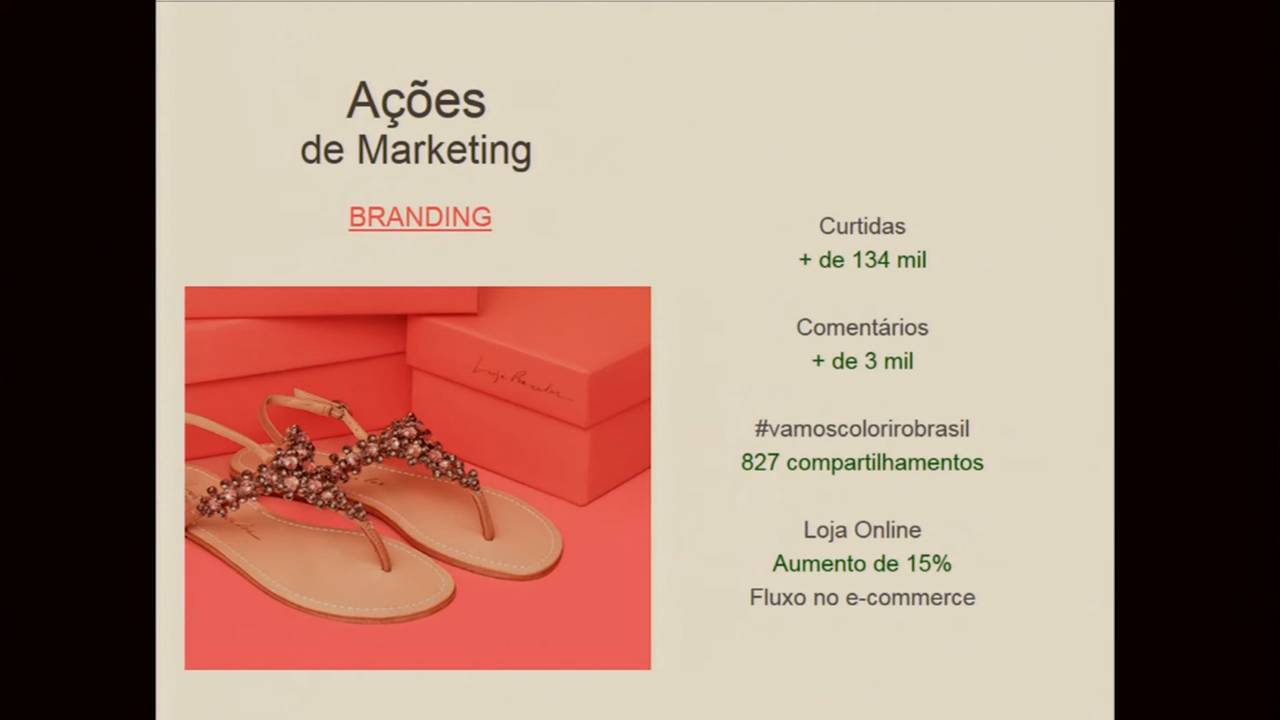 Ações
de Marketing
BRANDING
Curtidas
+ de 134 mil
Comentários
+ de 3 mil
#vamoscolorirobrasil
827 compartilhamentos
Loja Online
Aumento de 15%
Fluxo no e-commerce